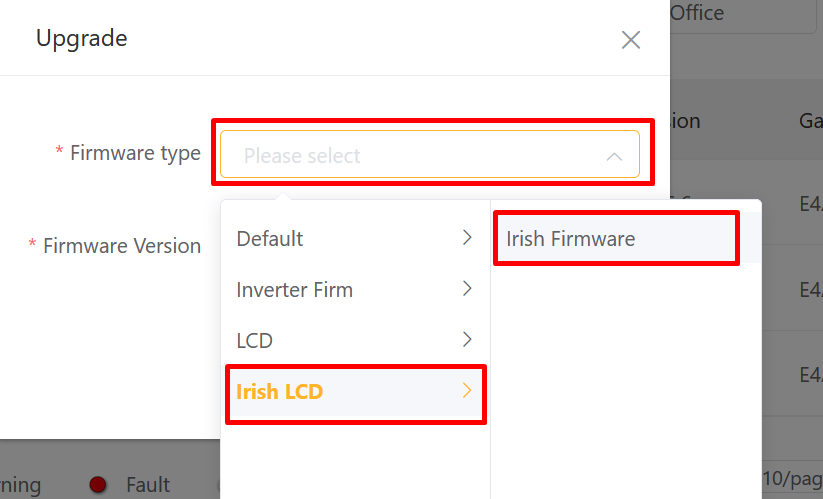 Upgrade
Office
* Firmware type
Please select
* Firmware Version
Default
Inverter Firm
LCD
Irish LCD
Irish Firmware
sion
Ga
E4
E4
E4
ning
Fault
10/pag